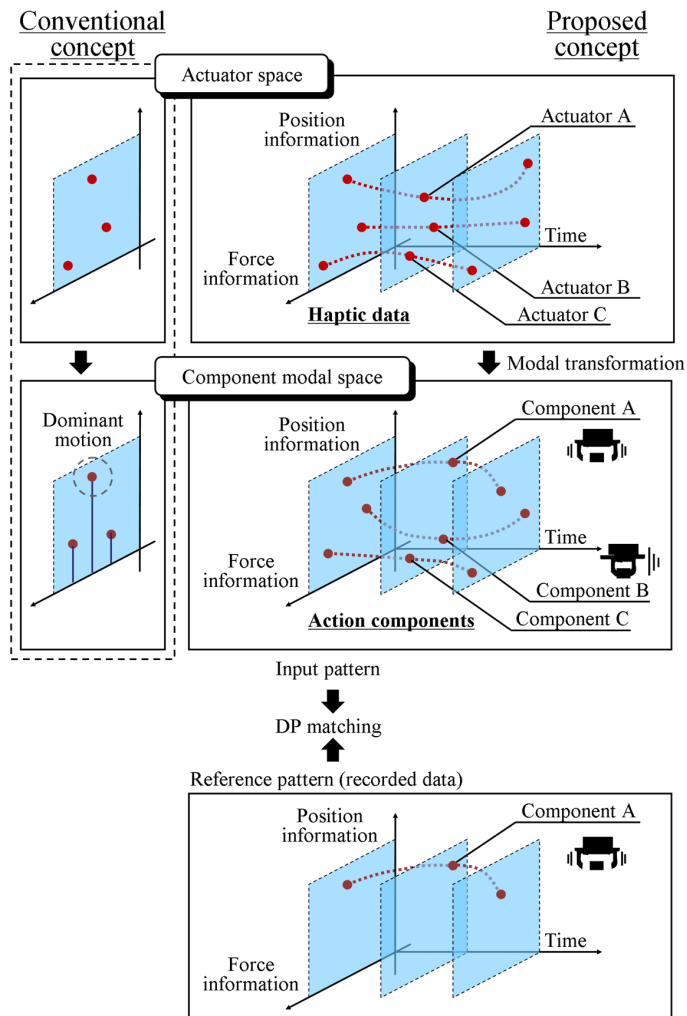 Conventional
concept
Proposed
concept
Actuator space
Position
information
Actuator A
Time
Force
information
Actuator B
Actuator C
Haptic data
Modal transformation
Component modal space
Dominant
motion
Position
information
Component A
Time
Force
information
Component B
Component C
Action components
Input pattern
DP matching
Reference pattern (recorded data)
Position
information
Component A
Time
Force
information